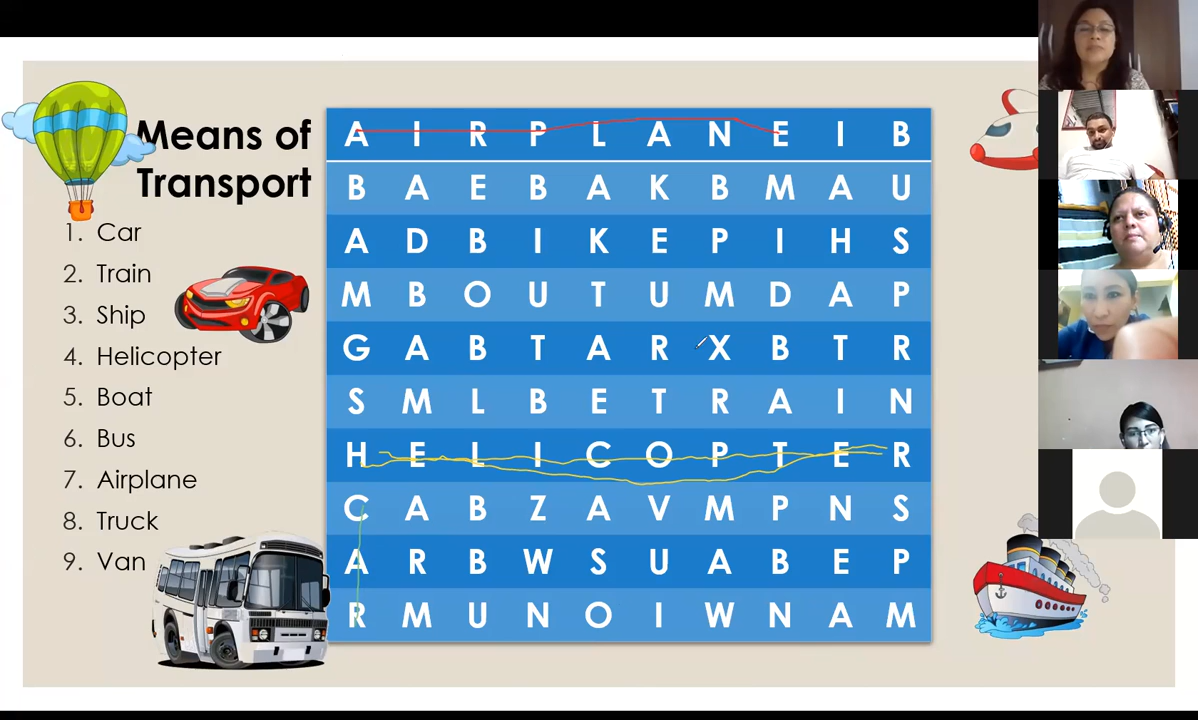 Means of
Transport
1. Car
2. Train
3. Ship
4. Helicopter
5. Boat
6. Bus
7. Airplane
8. Truck
9. Van
A I R P L A N E I B
B A E B A K B M A U
A D B I K E P I H S
M B O U T U M D A P
G A B T A R X B T R
S M L B E T R A I N
H E L I C O P T E R
C A B Z A V M P N S
A R B W S U A B E P
R M U N O I W N A M